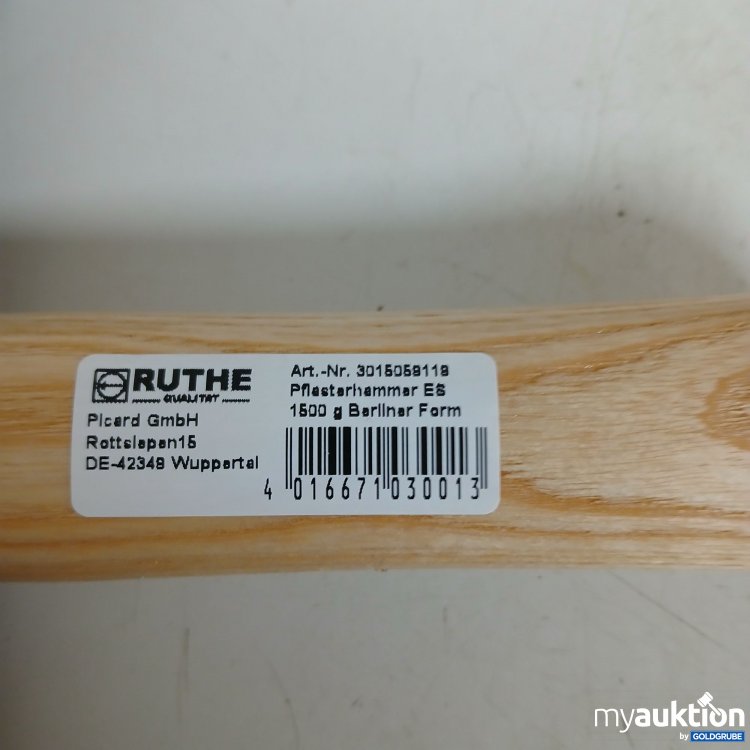 RUTHE
QUALITÄT
Picard GmbH
Rottsiepen15
DE-42349 Wuppertal
Art.-Nr. 3015059119
Pflasterhammer ES
1500 g Berliner Form
4 016671 030013
myauktion
by GOLDGRUBE